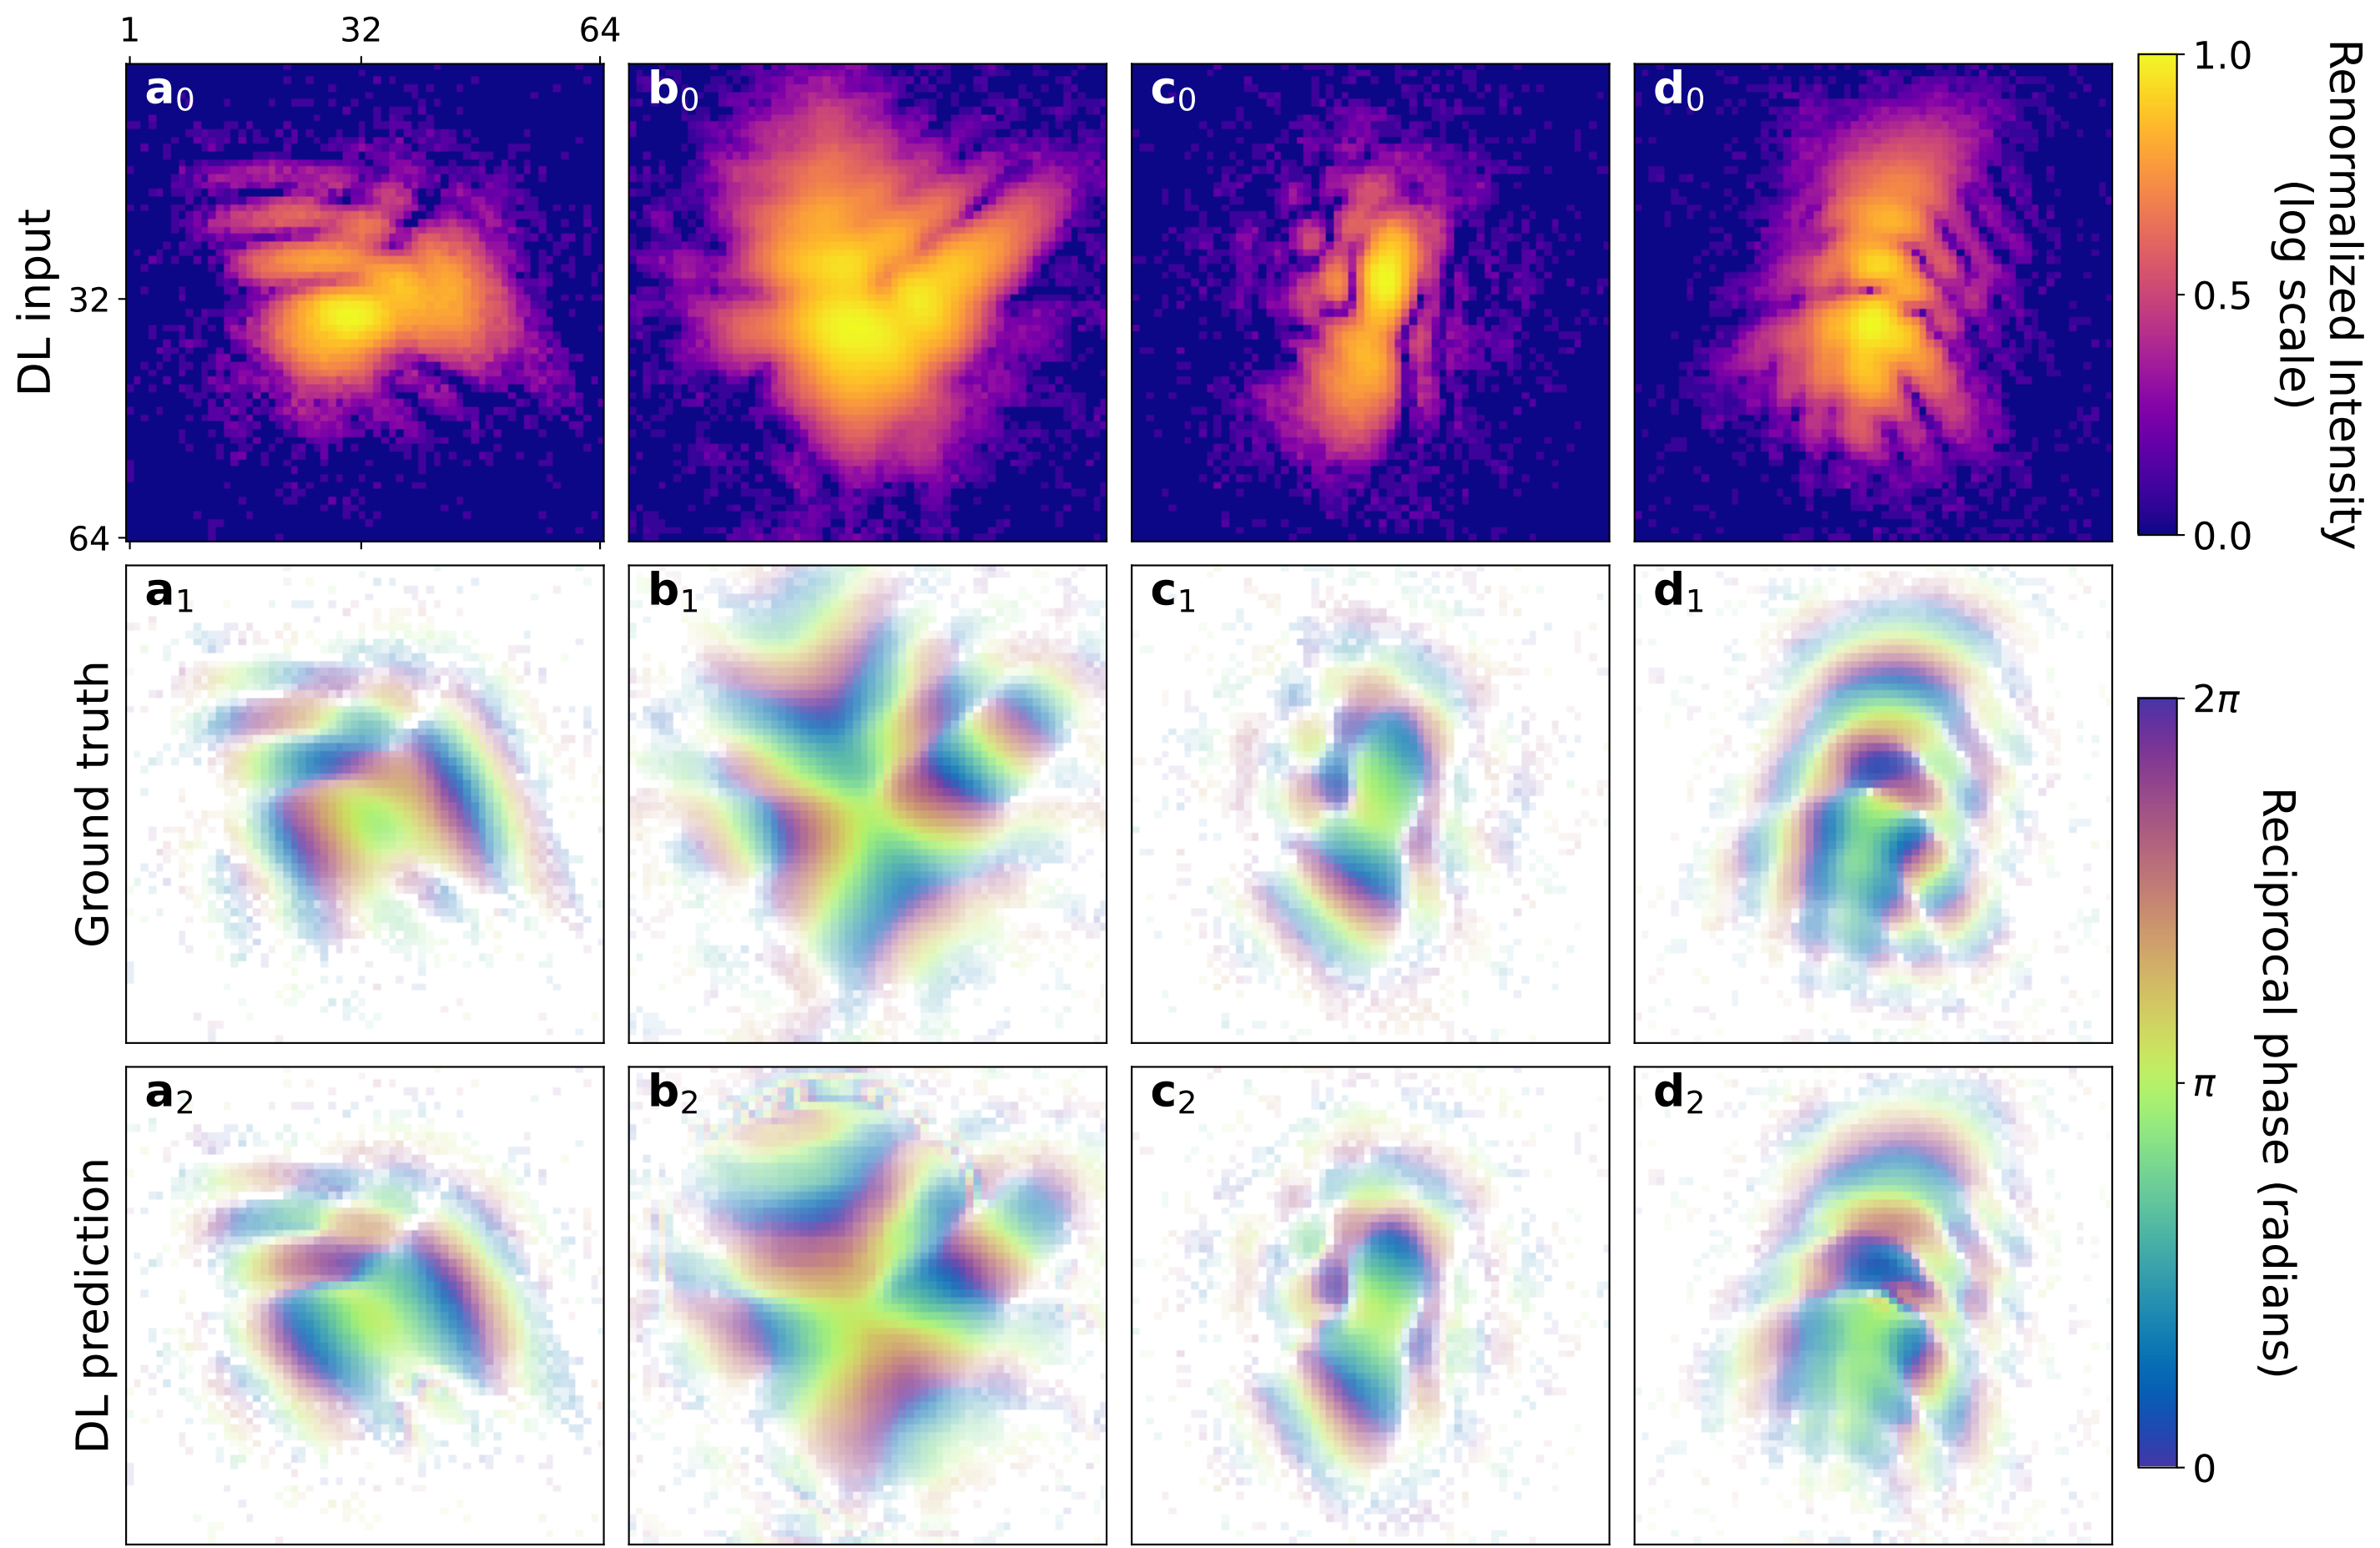 1 32 64
a0 b0 c0 d0
DL input
32
64
1.0
0.5
0.0
Renormalized Intensity
(log scale)
a1 b1 c1 d1
Ground truth
a2 b2 c2 d2
DL prediction
2π
π
0
Reciprocal phase (radians)